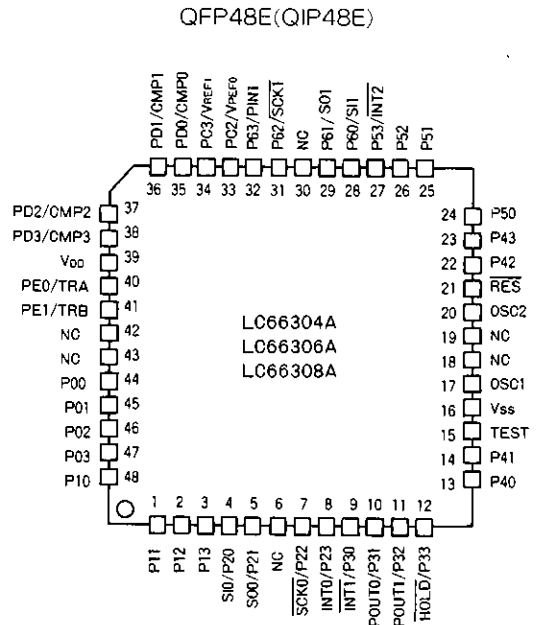 QFP48E(QIP48E)
PD1/CMP1
PD0/CMP0
PC3/VREF1
PC2/VREF0
P63/PIN1
P62/SCK1
NC
P61/SO1
P60/SI1
P53/INT2
P52
P51
36 35 34 33 32 31 30 29 28 27 26 25
PD2/CMP2 37
PD3/CMP3 38
VDD 39
PE0/TRA 40
PE1/TRB 41
NC 42
NC 43
P00 44
P01 45
P02 46
P03 47
P10 48
LC66304A
LC66306A
LC66308A
24 P50
23 P43
22 P42
21 RES
20 OSC2
19 NC
18 NC
17 OSC1
16 Vss
15 TEST
14 P41
13 P40
1 2 3 4 5 6 7 8 9 10 11 12
P11
P12
P13
SI0/P20
SO0/P21
NC
SCK0/P22
INT0/P23
INT1/P30
POUT0/P31
POUT1/P32
HOLD/P33